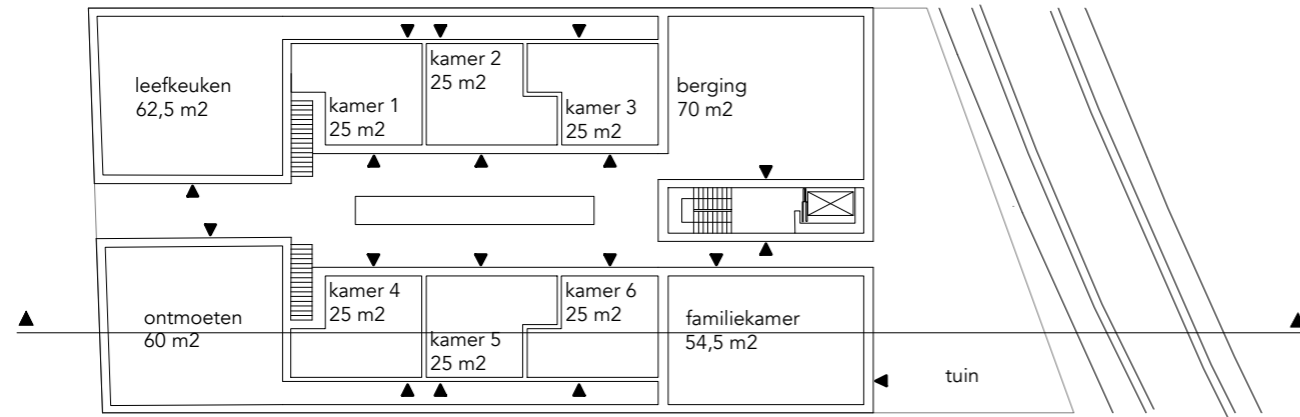 leefkeuken
62,5 m2
kamer 1
25 m2
kamer 2
25 m2
kamer 3
25 m2
berging
70 m2
ontmoeten
60 m2
kamer 4
25 m2
kamer 5
25 m2
kamer 6
25 m2
familiekamer
54,5 m2
tuin